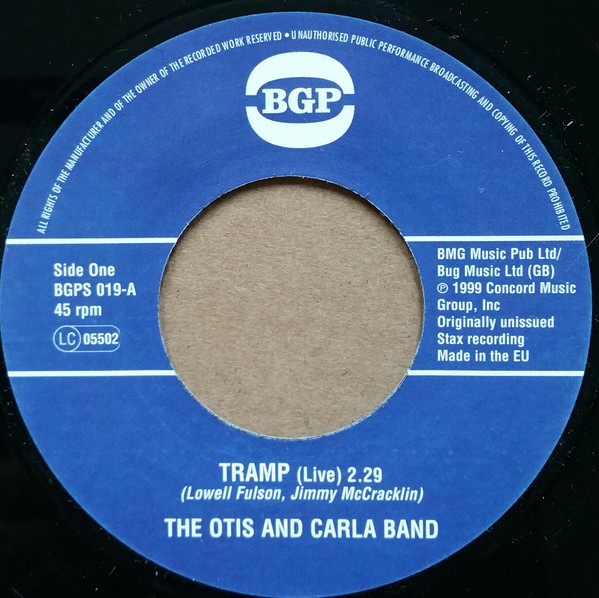 ALL RIGHTS OF THE MANUFACTURER AND OF THE OWNER OF THE RECORDED WORK RESERVED • UNAUTHORISED PUBLIC PERFORMANCE BROADCASTING AND COPYING OF THIS RECORD PROHIBITED
BGP
Side One
BGPS 019-A
45 rpm
LC 05502
BMG Music Pub Ltd/
Bug Music Ltd (GB)
℗ 1999 Concord Music
Group, Inc
Originally unissued
Stax recording
Made in the EU
TRAMP (Live) 2.29
(Lowell Fulson, Jimmy McCracklin)
THE OTIS AND CARLA BAND